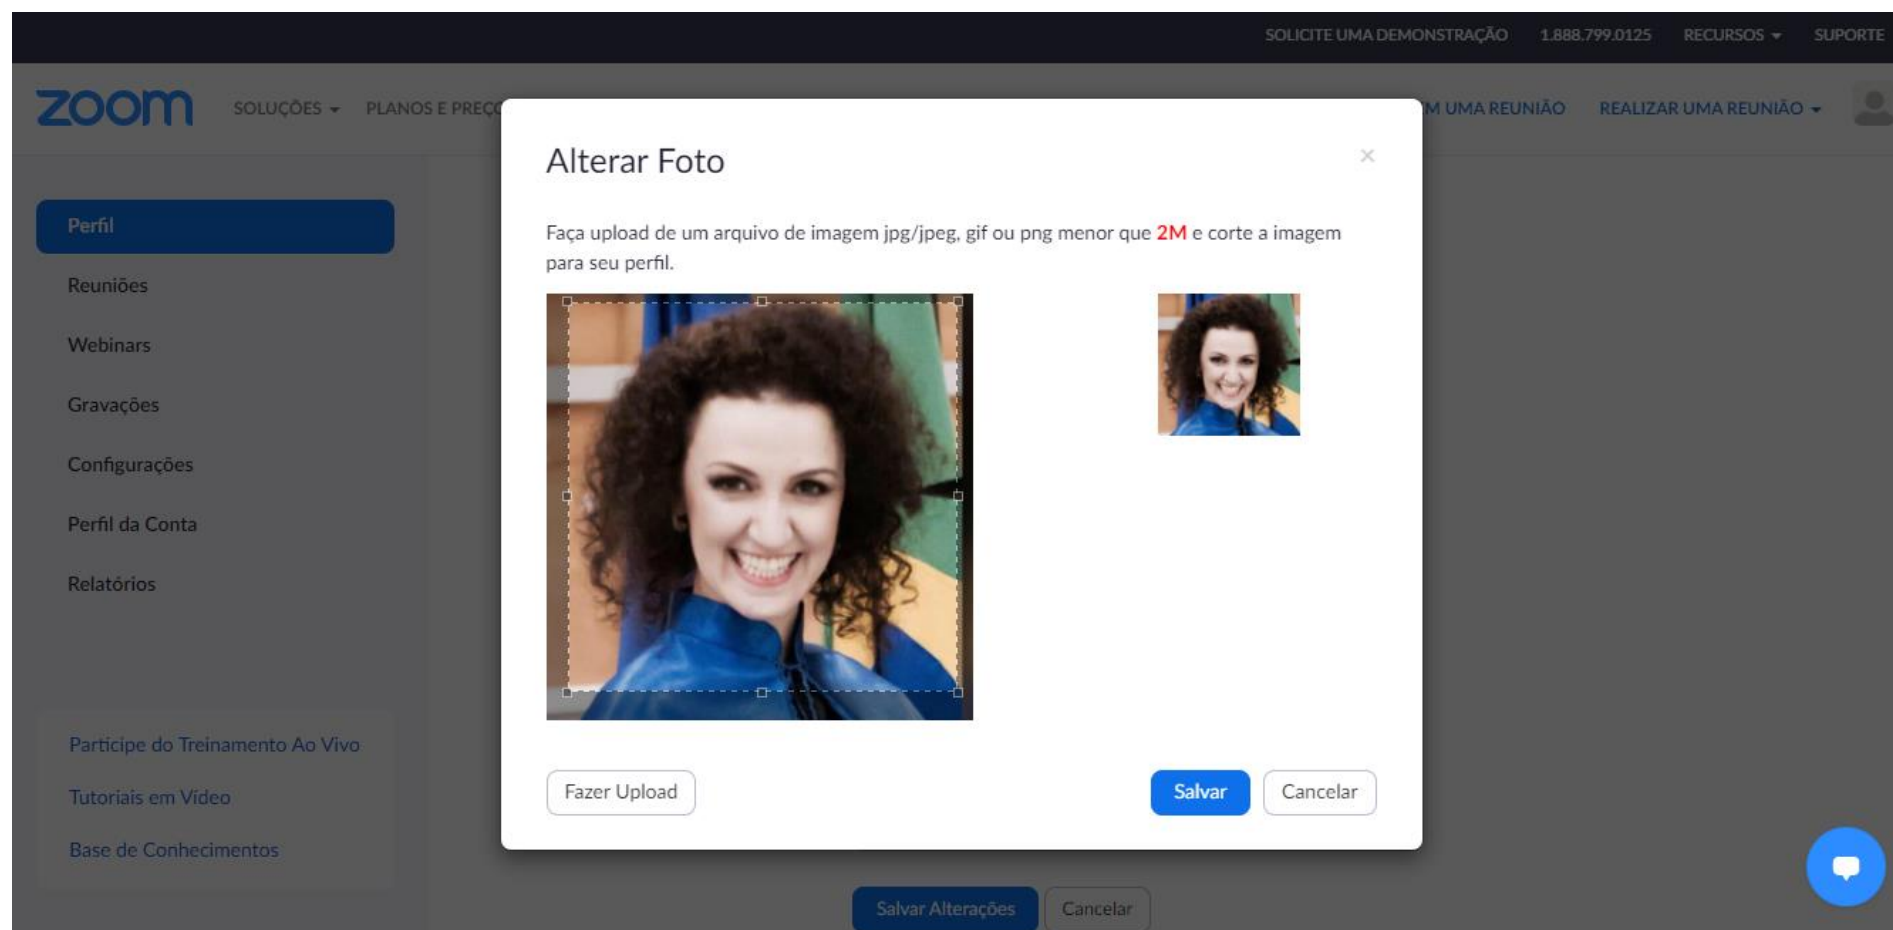 SOLICITE UMA DEMONSTRAÇÃO 1.888.799.0125 RECURSOS SUPORTE
zoom SOLUÇÕES PLANOS E PREÇO M UMA REUNIÃO REALIZAR UMA REUNIÃO
Perfil
Reuniões
Webinars
Gravações
Configurações
Perfil da Conta
Relatórios
Participe do Treinamento Ao Vivo
Tutoriais em Vídeo
Base de Conhecimentos
Alterar Foto ×
Faça upload de um arquivo de imagem jpg/jpeg, gif ou png menor que 2M e corte a imagem
para seu perfil.
Fazer Upload Salvar Cancelar
Salvar Alterações Cancelar